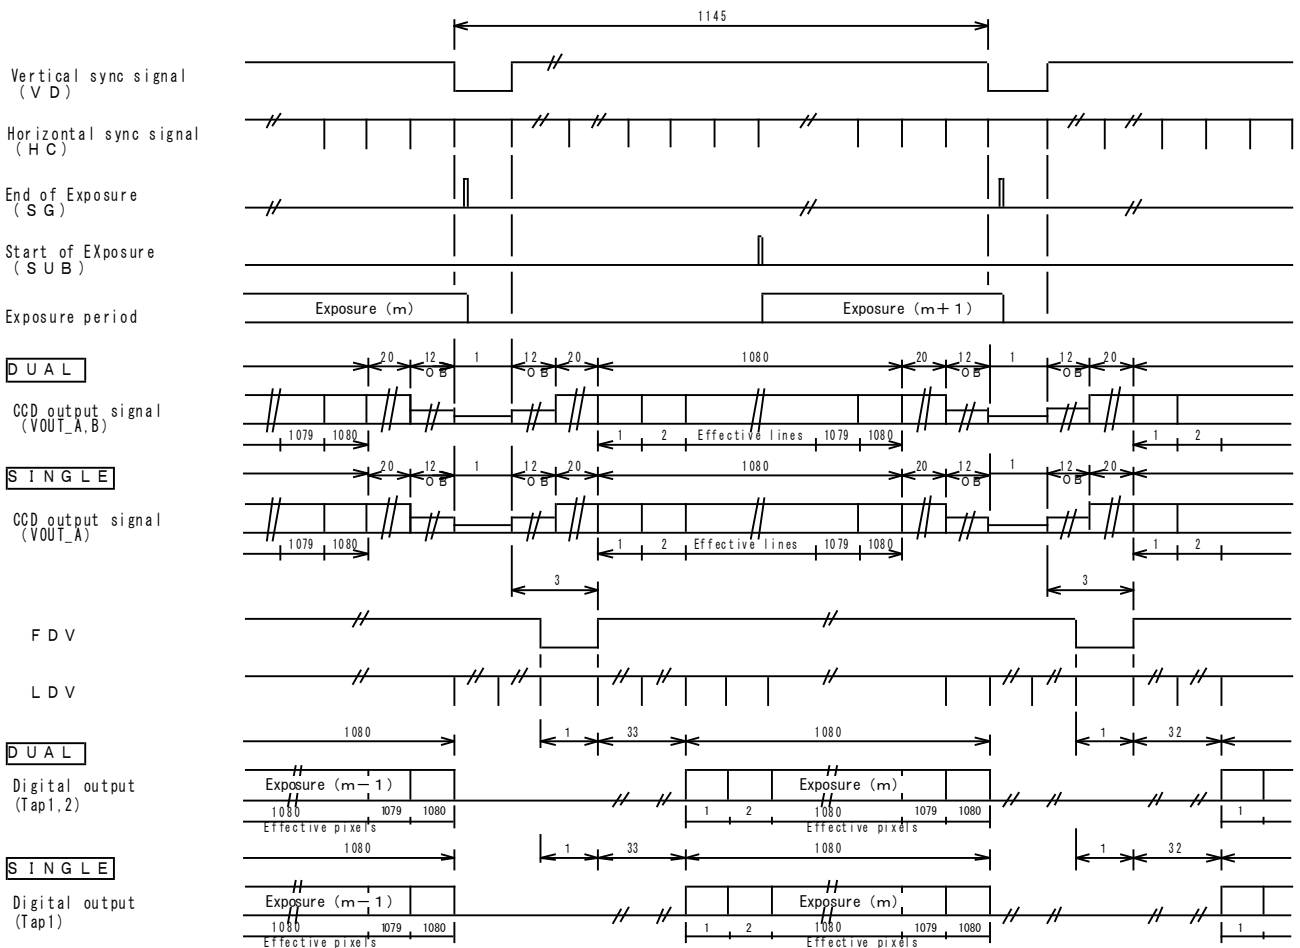 1145
Vertical sync signal
(VD)
Horizontal sync signal
(HC)
End of Exposure
(SG)
Start of EXposure
(SUB)
Exposure period
Exposure (m)
Exposure (m+1)
DUAL
20 12 1 12 20 1080 20 12 1 12 20
OB OB OB OB
CCD output signal
(VOUT_A,B)
1079 1080 1 2 Effective lines 1079 1080 1 2
SINGLE
20 12 1 12 20 1080 20 12 1 12 20
OB OB OB OB
CCD output signal
(VOUT_A)
1079 1080 1 2 Effective lines 1079 1080 1 2
3 3
FDV
LDV
DUAL
1080 1 33 1080 1 32
Digital output
(Tap1,2)
Exposure (m-1) Exposure (m)
1080 1079 1080 1 2 1080 1079 1080 1
Effective pixels Effective pixels
SINGLE
1080 1 33 1080 1 32
Digital output
(Tap1)
Exposure (m-1) Exposure (m)
1080 1079 1080 1 2 1080 1079 1080 1
Effective pixels Effective pixels